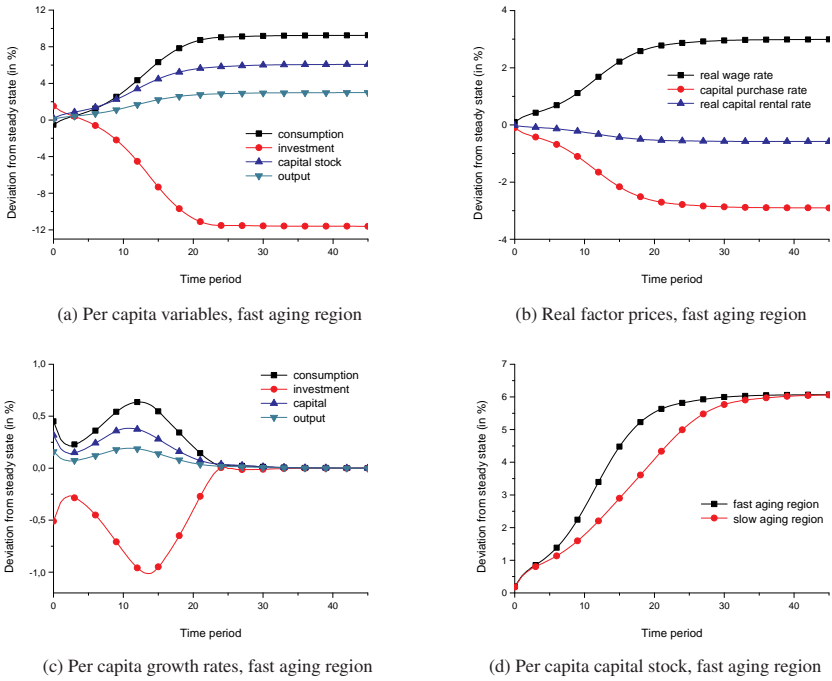 Deviation from steady state (in %)
12
8
4
0
-4
-8
-12
0
20
40
Time period
consumption
investment
capital stock
output
(a) Per capita variables, fast aging region
Deviation from steady state (in %)
4
2
0
-2
-4
0
20
40
Time period
real wage rate
capital purchase rate
real capital rental rate
(b) Real factor prices, fast aging region
Deviation from steady state (in %)
1,0
0,5
0,0
-0,5
-1,0
0
10
20
30
40
Time period
consumption
investment
capital
output
(c) Per capita growth rates, fast aging region
Deviation from steady state (in %)
7
6
5
4
3
2
1
0
0
20
40
Time period
fast aging region
slow aging region
(d) Per capita capital stock, fast aging region